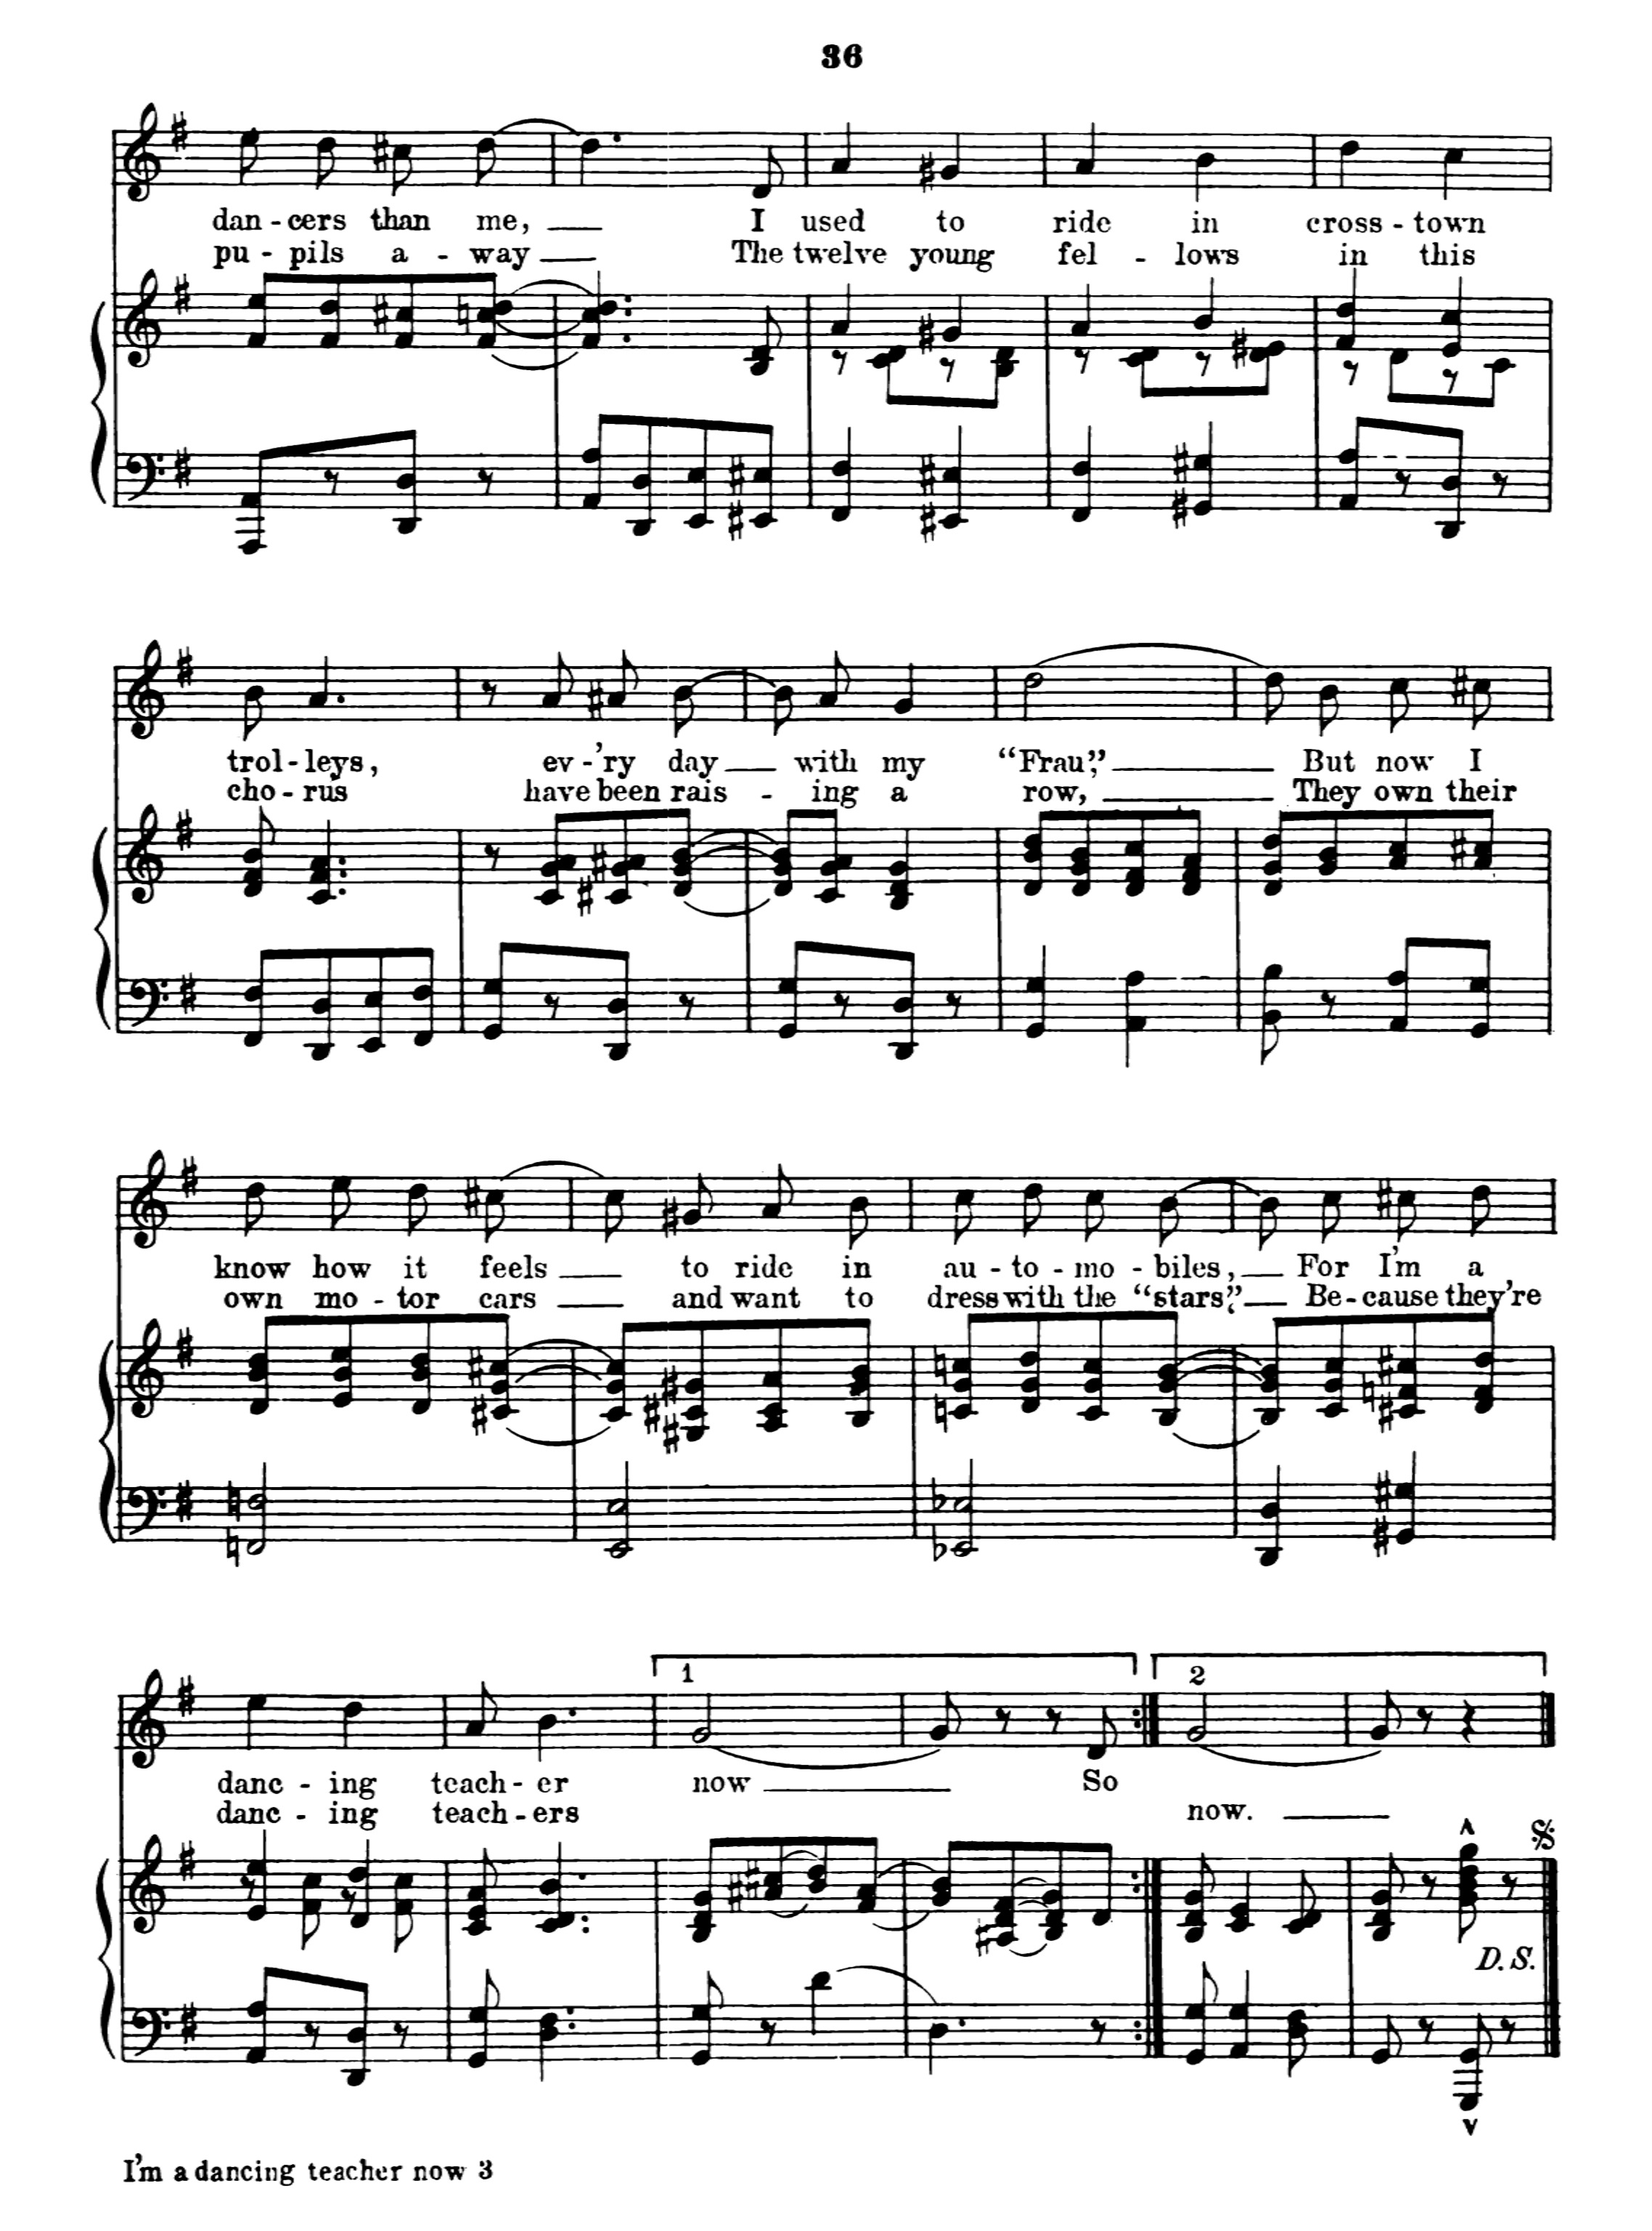 36
dan - cers than me, I used to ride in cross - town
pu - pils a - way The twelve young fel - lows in this
trol - leys, ev - 'ry day with my “Frau”, But now I
cho - rus have been rais - ing a row, They own their
know how it feels to ride in au - to - mo - biles, For I'm a
own mo - tor cars and want to dress with the “stars”, Be - cause they're
1 2
danc - ing teach - er now So
danc - ing teach - ers now.
D. S.
I'm a dancing teacher now 3